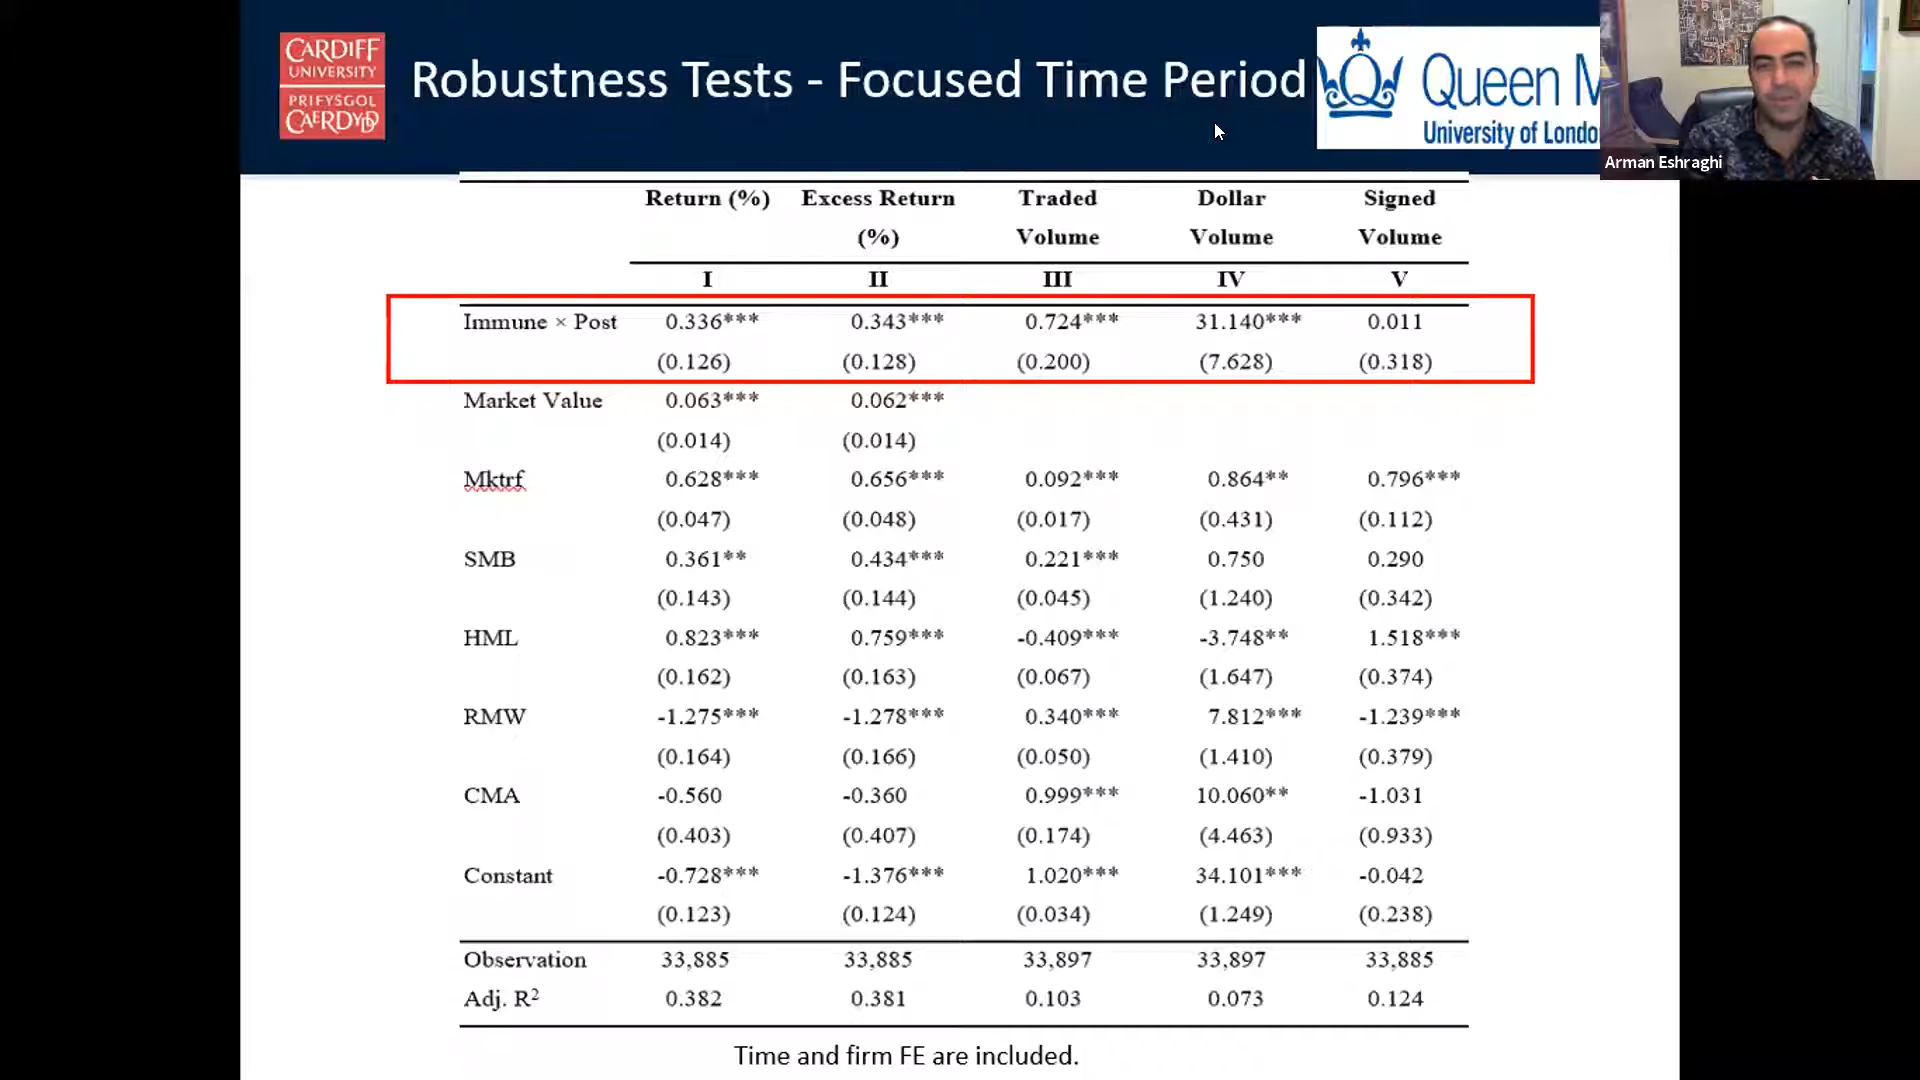 CARDIFF
UNIVERSITY
PRIFYSGOL
CAERDYDD
Robustness Tests - Focused Time Period
Queen M
University of Londo
Arman Eshraghi
Return (%) Excess Return (%) Traded Volume Dollar Volume Signed Volume
I II III IV V
Immune × Post 0.336*** 0.343*** 0.724*** 31.140*** 0.011
(0.126) (0.128) (0.200) (7.628) (0.318)
Market Value 0.063*** 0.062***
(0.014) (0.014)
Mktrf 0.628*** 0.656*** 0.092*** 0.864** 0.796***
(0.047) (0.048) (0.017) (0.431) (0.112)
SMB 0.361** 0.434*** 0.221*** 0.750 0.290
(0.143) (0.144) (0.045) (1.240) (0.342)
HML 0.823*** 0.759*** -0.409*** -3.748** 1.518***
(0.162) (0.163) (0.067) (1.647) (0.374)
RMW -1.275*** -1.278*** 0.340*** 7.812*** -1.239***
(0.164) (0.166) (0.050) (1.410) (0.379)
CMA -0.560 -0.360 0.999*** 10.060** -1.031
(0.403) (0.407) (0.174) (4.463) (0.933)
Constant -0.728*** -1.376*** 1.020*** 34.101*** -0.042
(0.123) (0.124) (0.034) (1.249) (0.238)
Observation 33,885 33,885 33,897 33,897 33,885
Adj. R² 0.382 0.381 0.103 0.073 0.124
Time and firm FE are included.